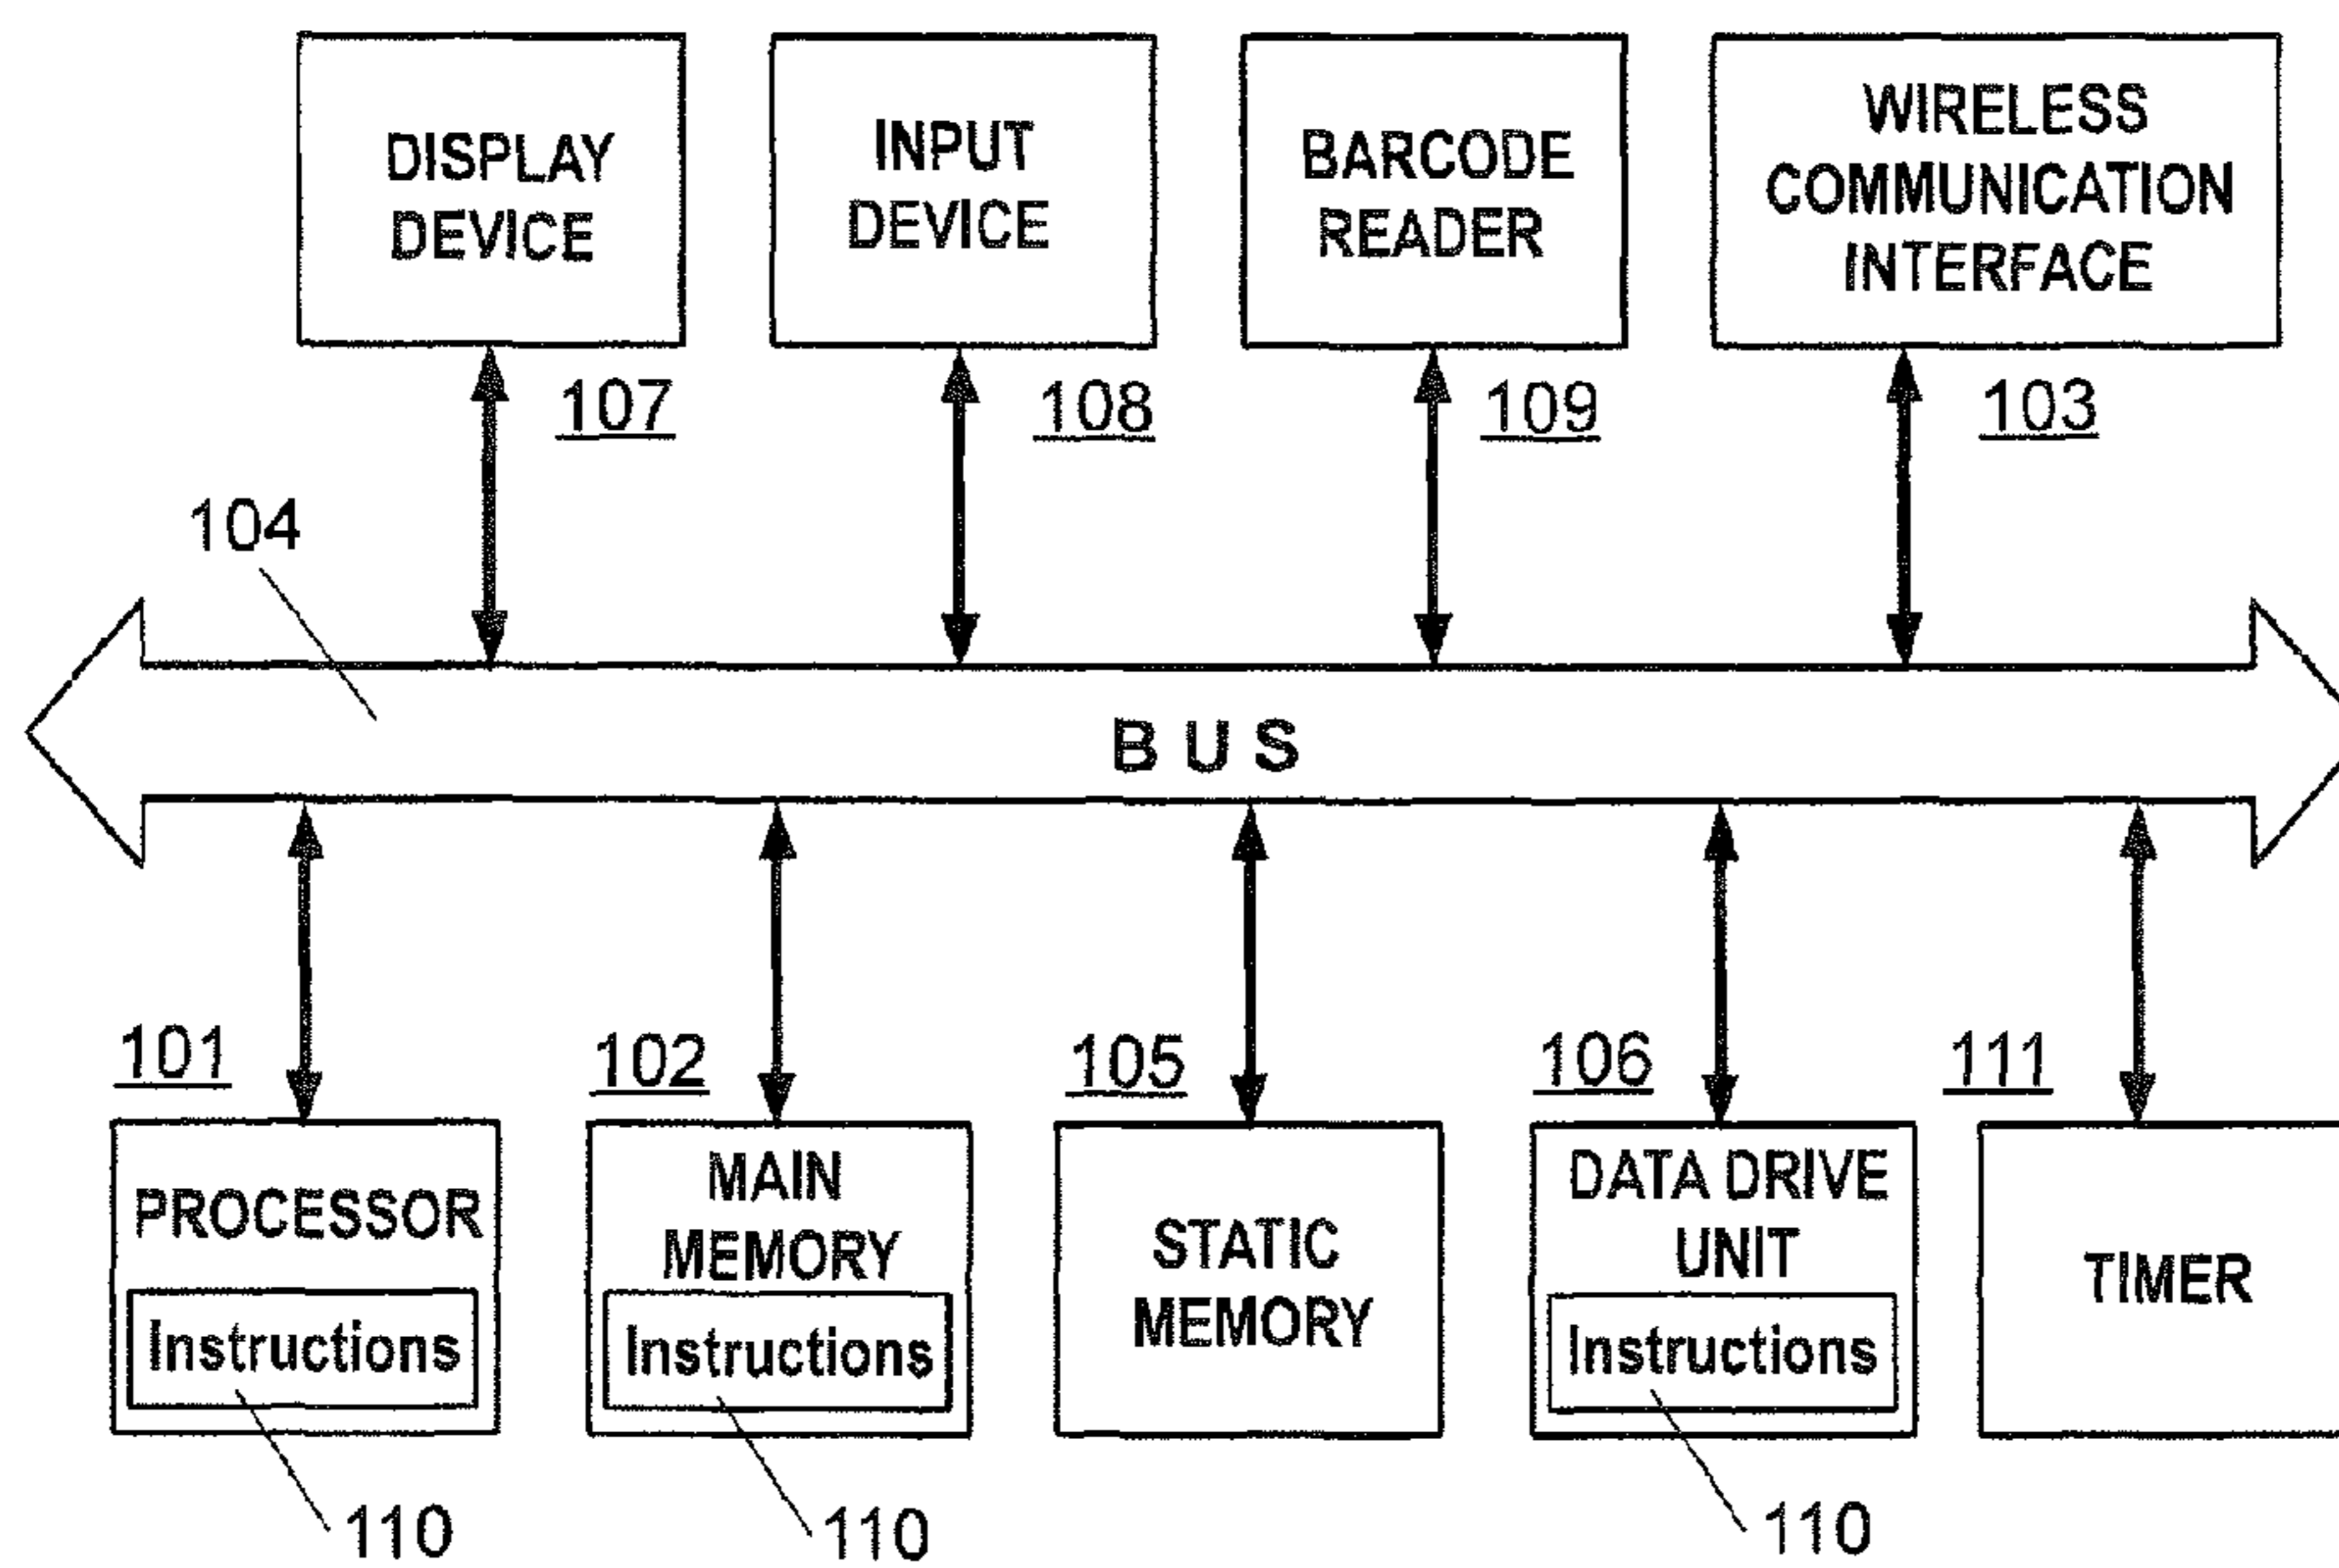 DISPLAY
DEVICE
INPUT
DEVICE
BARCODE
READER
WIRELESS
COMMUNICATION
INTERFACE
107
108
109
103
104
BUS
101
102
105
106
111
PROCESSOR
Instructions
MAIN
MEMORY
Instructions
STATIC
MEMORY
DATA DRIVE
UNIT
Instructions
TIMER
110
110
110